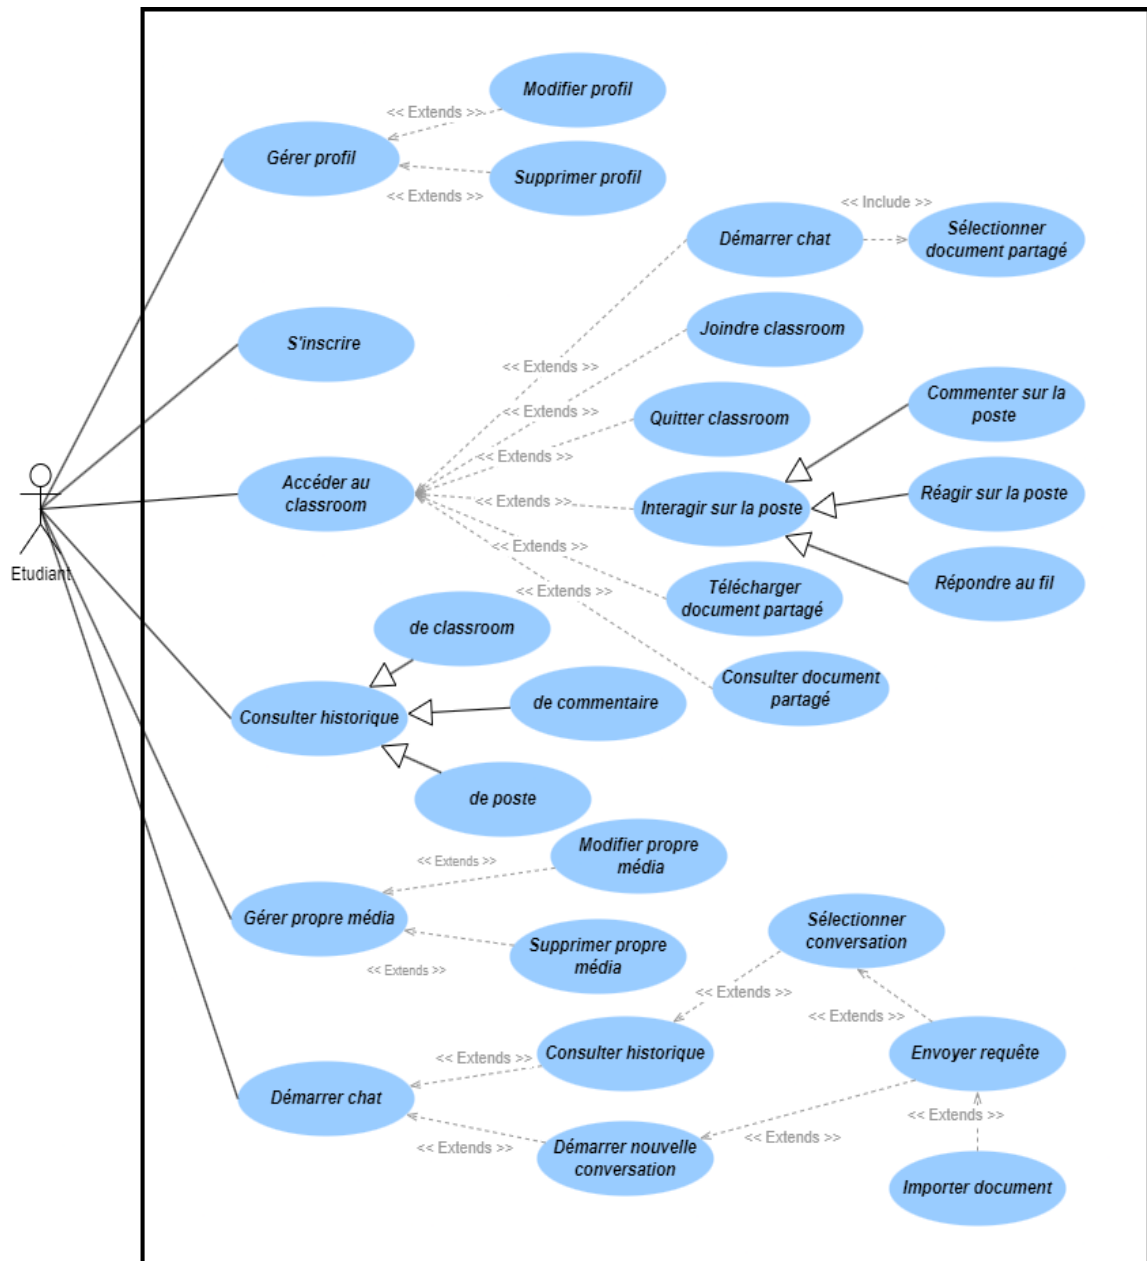 Modifier profil
<< Extends >>
Gérer profil
Supprimer profil
<< Extends >>
<< Include >>
Démarrer chat
Sélectionner
document partagé
S'inscrire
Joindre classroom
<< Extends >>
Commenter sur la
poste
<< Extends >>
Quitter classroom
<< Extends >>
Accéder au
classroom
Réagir sur la poste
<< Extends >>
Interagir sur la poste
<< Extends >>
Etudiant
Répondre au fil
<< Extends >>
Télécharger
document partagé
de classroom
Consulter document
partagé
de commentaire
Consulter historique
de poste
Modifier propre
média
<< Extends >>
Gérer propre média
Sélectionner
conversation
Supprimer propre
média
<< Extends >>
<< Extends >>
<< Extends >>
Consulter historique
Envoyer requête
<< Extends >>
Démarrer chat
<< Extends >>
<< Extends >>
<< Extends >>
Démarrer nouvelle
conversation
Importer document